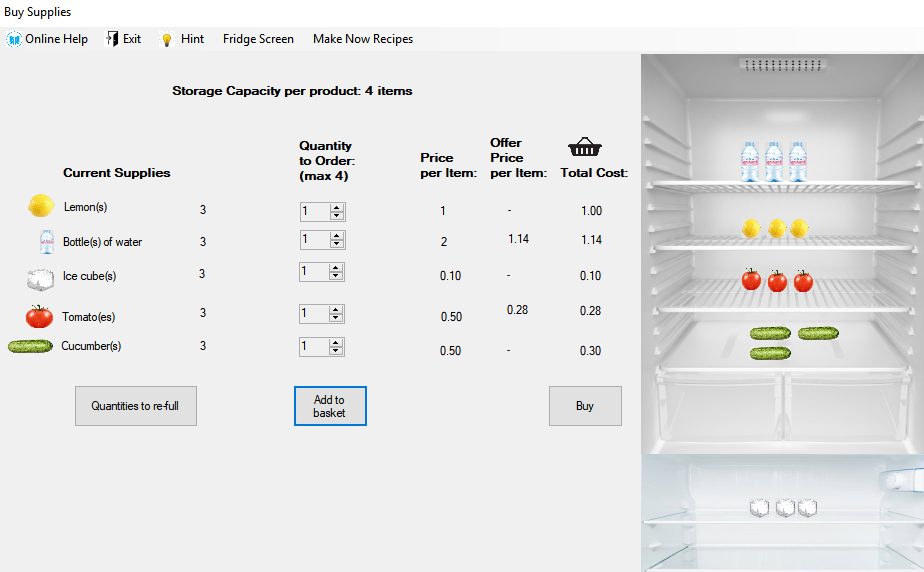 Buy Supplies
Online Help Exit Hint Fridge Screen Make Now Recipes
Storage Capacity per product: 4 items
Current Supplies
Quantity
to Order:
(max 4)
Price
per Item:
Offer
Price
per Item:
Total Cost:
Lemon(s) 3 1 1 - 1.00
Bottle(s) of water 3 1 2 1.14 1.14
Ice cube(s) 3 1 0.10 - 0.10
Tomato(es) 3 1 0.50 0.28 0.28
Cucumber(s) 3 1 0.50 - 0.30
Quantities to re-full
Add to
basket
Buy